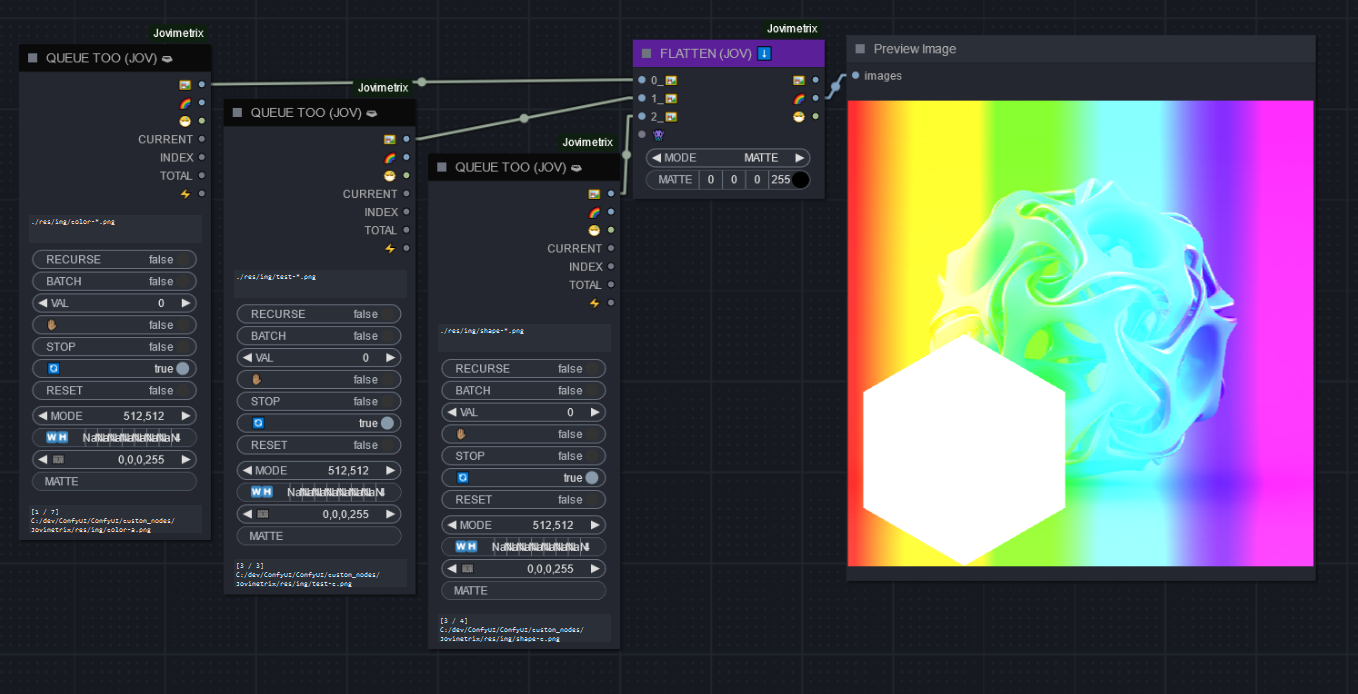 Jovimetrix
QUEUE TOO (JOV)
CURRENT
INDEX
TOTAL
./res/img/color-*.png
RECURSE false
BATCH false
VAL 0
false
STOP false
true
RESET false
MODE 512,512
WH
0,0,0,255
MATTE
[1 / 7]
C:/dev/ComfyUI/ComfyUI/custom_nodes/
Jovimetrix/res/img/color-a.png
Jovimetrix
QUEUE TOO (JOV)
CURRENT
INDEX
TOTAL
./res/img/test-*.png
RECURSE false
BATCH false
VAL 0
false
STOP false
true
RESET false
MODE 512,512
WH
0,0,0,255
MATTE
[3 / 3]
C:/dev/ComfyUI/ComfyUI/custom_nodes/
Jovimetrix/res/img/test-c.png
Jovimetrix
QUEUE TOO (JOV)
CURRENT
INDEX
TOTAL
./res/img/shape-*.png
RECURSE false
BATCH false
VAL 0
false
STOP false
true
RESET false
MODE 512,512
WH
0,0,0,255
MATTE
[3 / 4]
C:/dev/ComfyUI/ComfyUI/custom_nodes/
Jovimetrix/res/img/shape-c.png
Jovimetrix
FLATTEN (JOV)
0_
1_
2_
MODE MATTE
MATTE 0 0 0 255
Preview Image
images